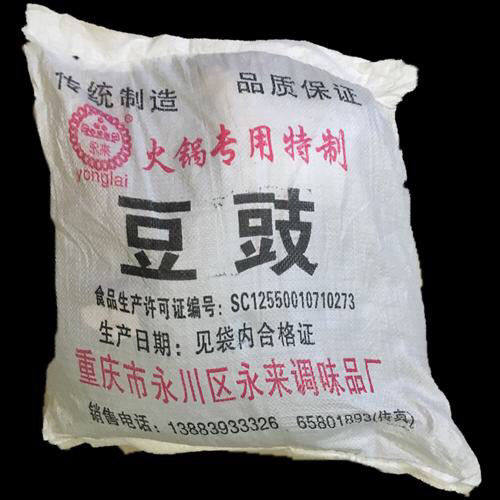 传统制造 品质保证
永来
yonglai
火锅专用特制
豆豉
食品生产许可证编号：SC12550010710273
生产日期：见袋内合格证
重庆市永川区永来调味品厂
销售电话：13883933326 65801893(传真)